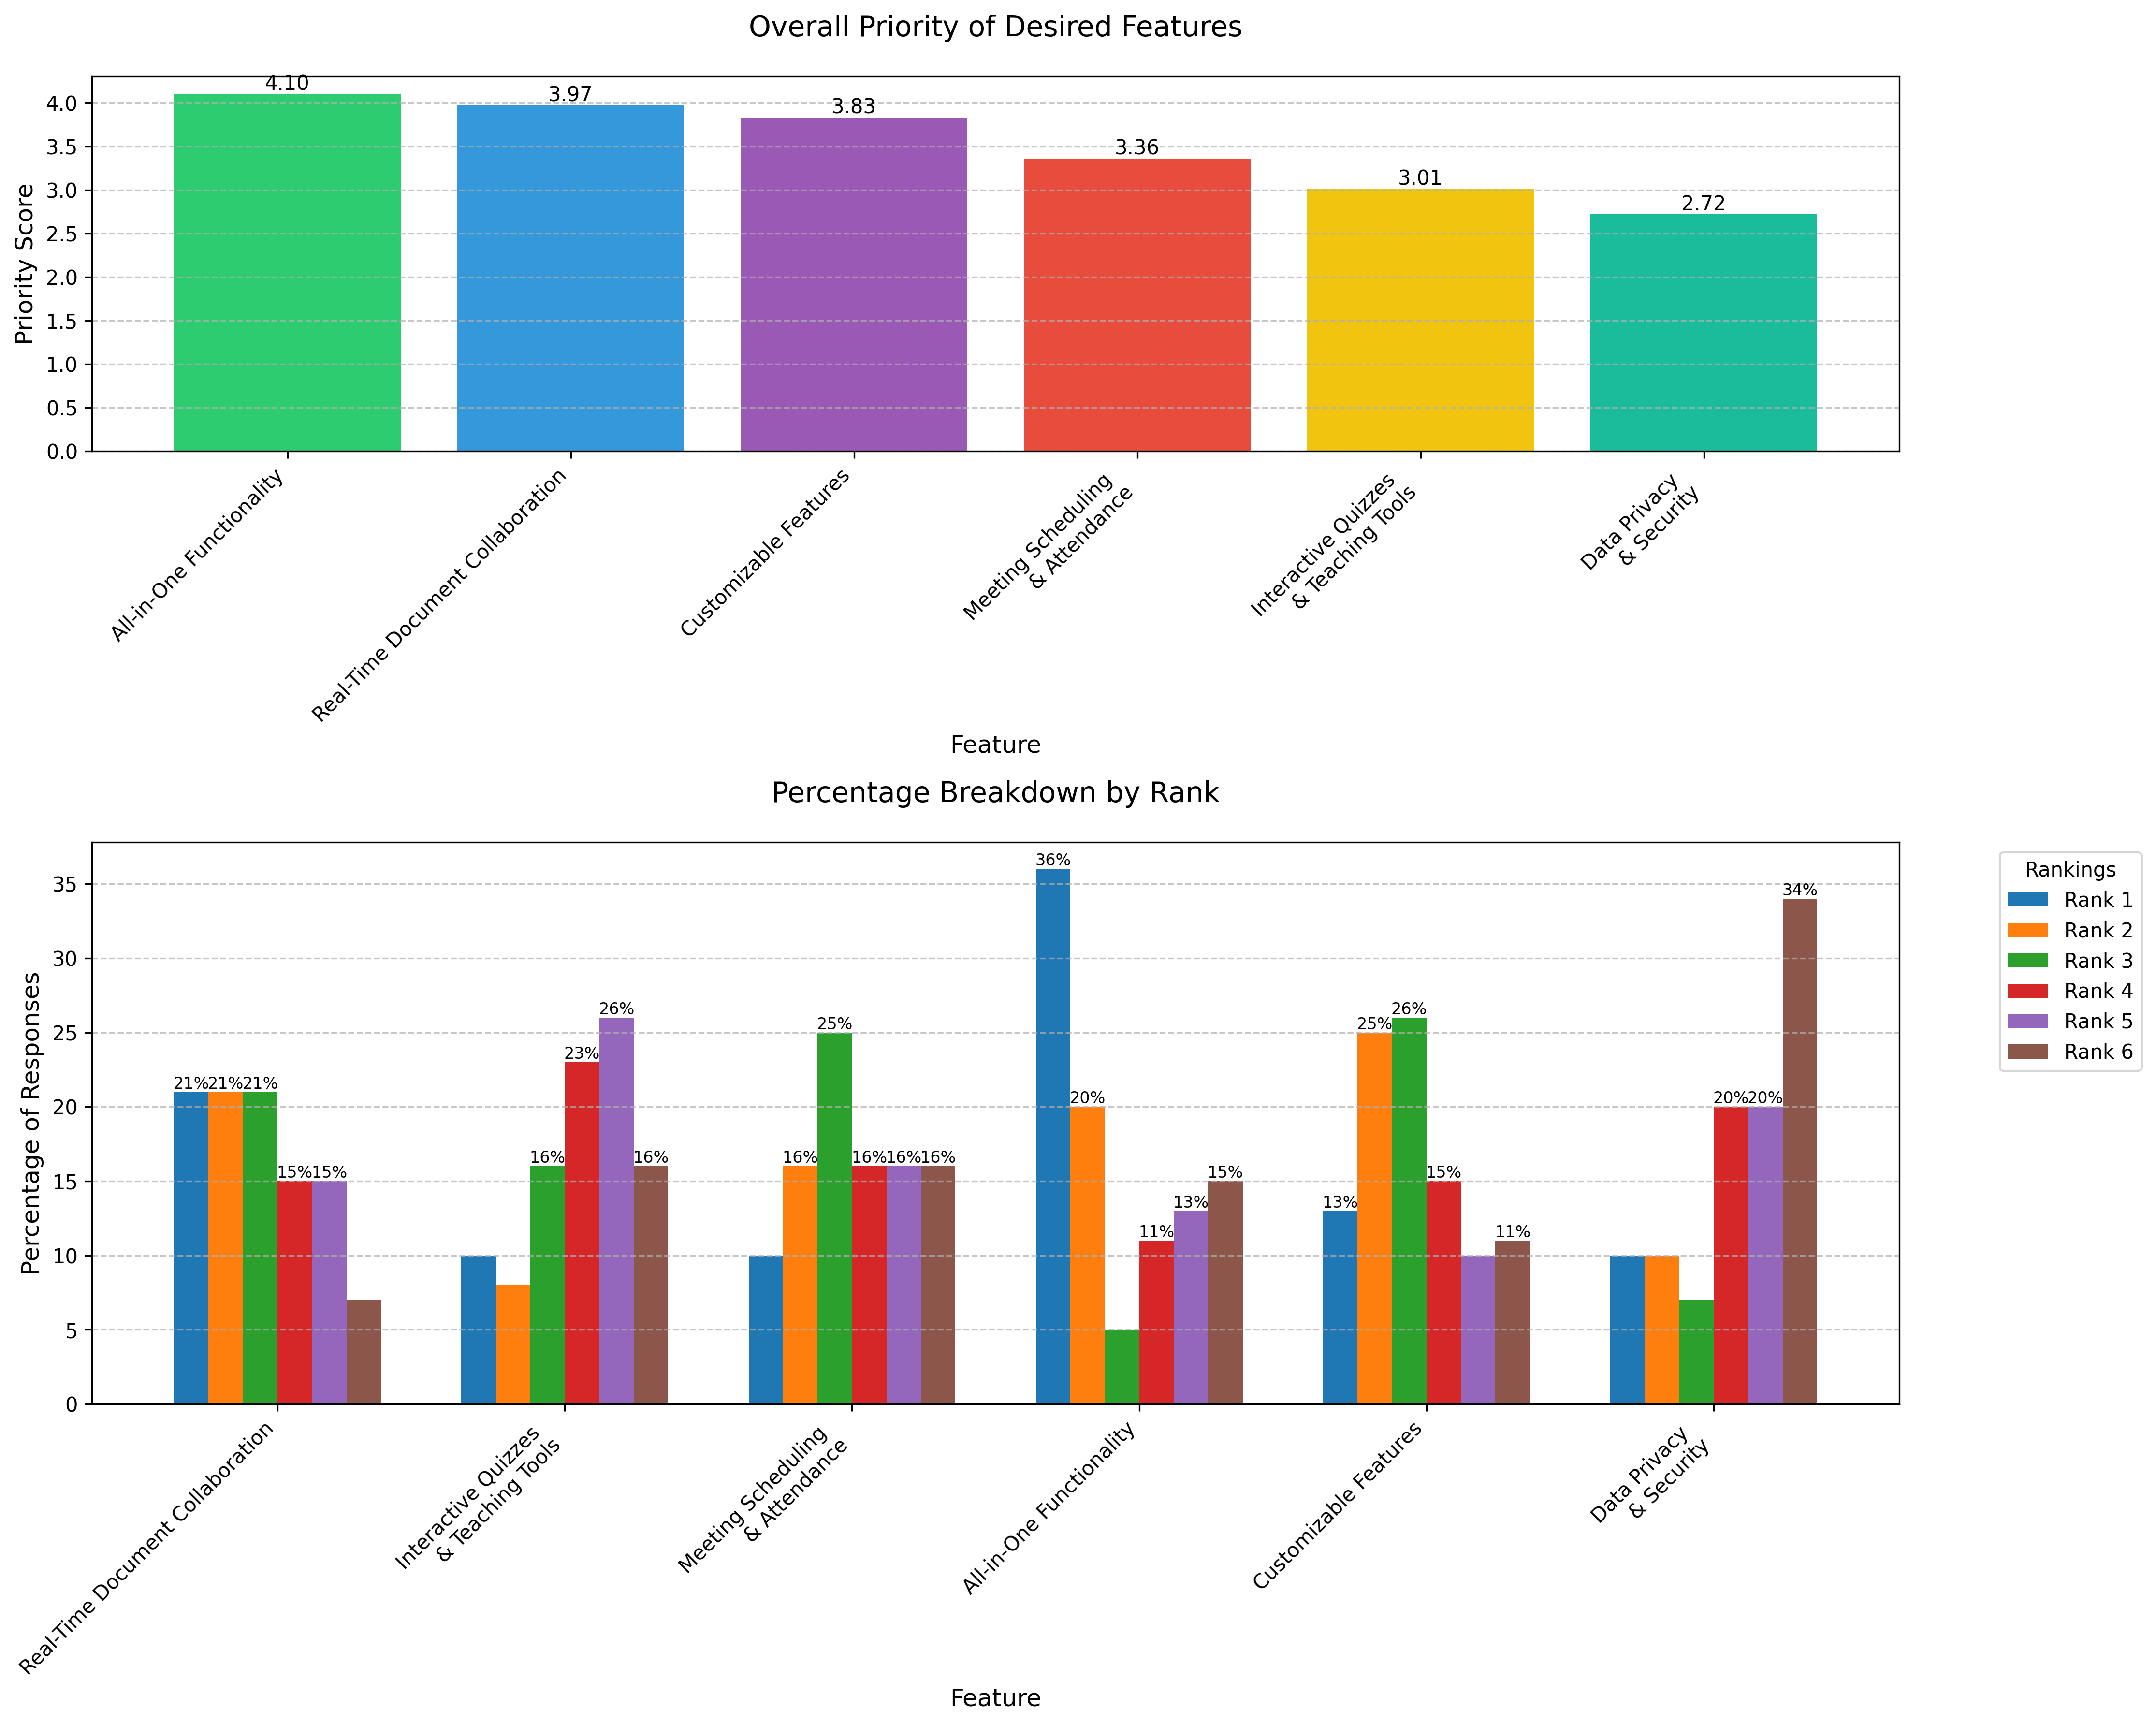 Overall Priority of Desired Features
Priority Score
4.0
3.5
3.0
2.5
2.0
1.5
1.0
0.5
0.0
4.10
3.97
3.83
3.36
3.01
2.72
All-in-One Functionality
Real-Time Document Collaboration
Customizable Features
Meeting Scheduling
& Attendance
Interactive Quizzes
& Teaching Tools
Data Privacy
& Security
Feature
Percentage Breakdown by Rank
Percentage of Responses
35
30
25
20
15
10
5
0
21%
21%
21%
15%
15%
16%
23%
26%
16%
16%
25%
16%
16%
16%
36%
20%
11%
13%
15%
13%
25%
26%
15%
11%
20%
20%
34%
Real-Time Document Collaboration
Interactive Quizzes
& Teaching Tools
Meeting Scheduling
& Attendance
All-in-One Functionality
Customizable Features
Data Privacy
& Security
Feature
Rankings
Rank 1
Rank 2
Rank 3
Rank 4
Rank 5
Rank 6